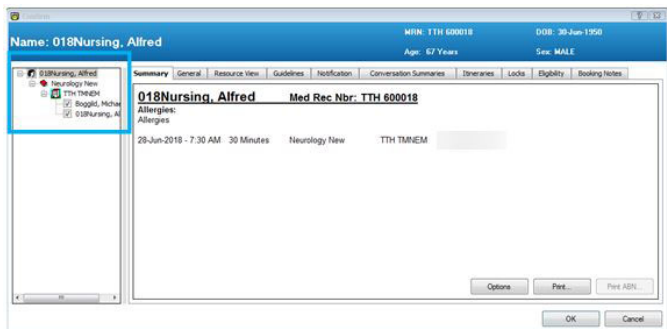 Confirm
Name: 018Nursing, Alfred
MRN: TTH 600018
DOB: 30-Jun-1950
Age: 67 Years
Sex: MALE
018Nursing, Alfred
Neurology New
TTH TMNEM
Boggild, Michae
018Nursing, Al
Summary General Resource View Guidelines Notification Conversation Summaries Itineraries Locks Eligibility Booking Notes
018Nursing, Alfred Med Rec Nbr: TTH 600018
Allergies:
Allergies
28-Jun-2018 - 7:30 AM 30 Minutes Neurology New TTH TMNEM
Options Print... Print ABN...
OK Cancel